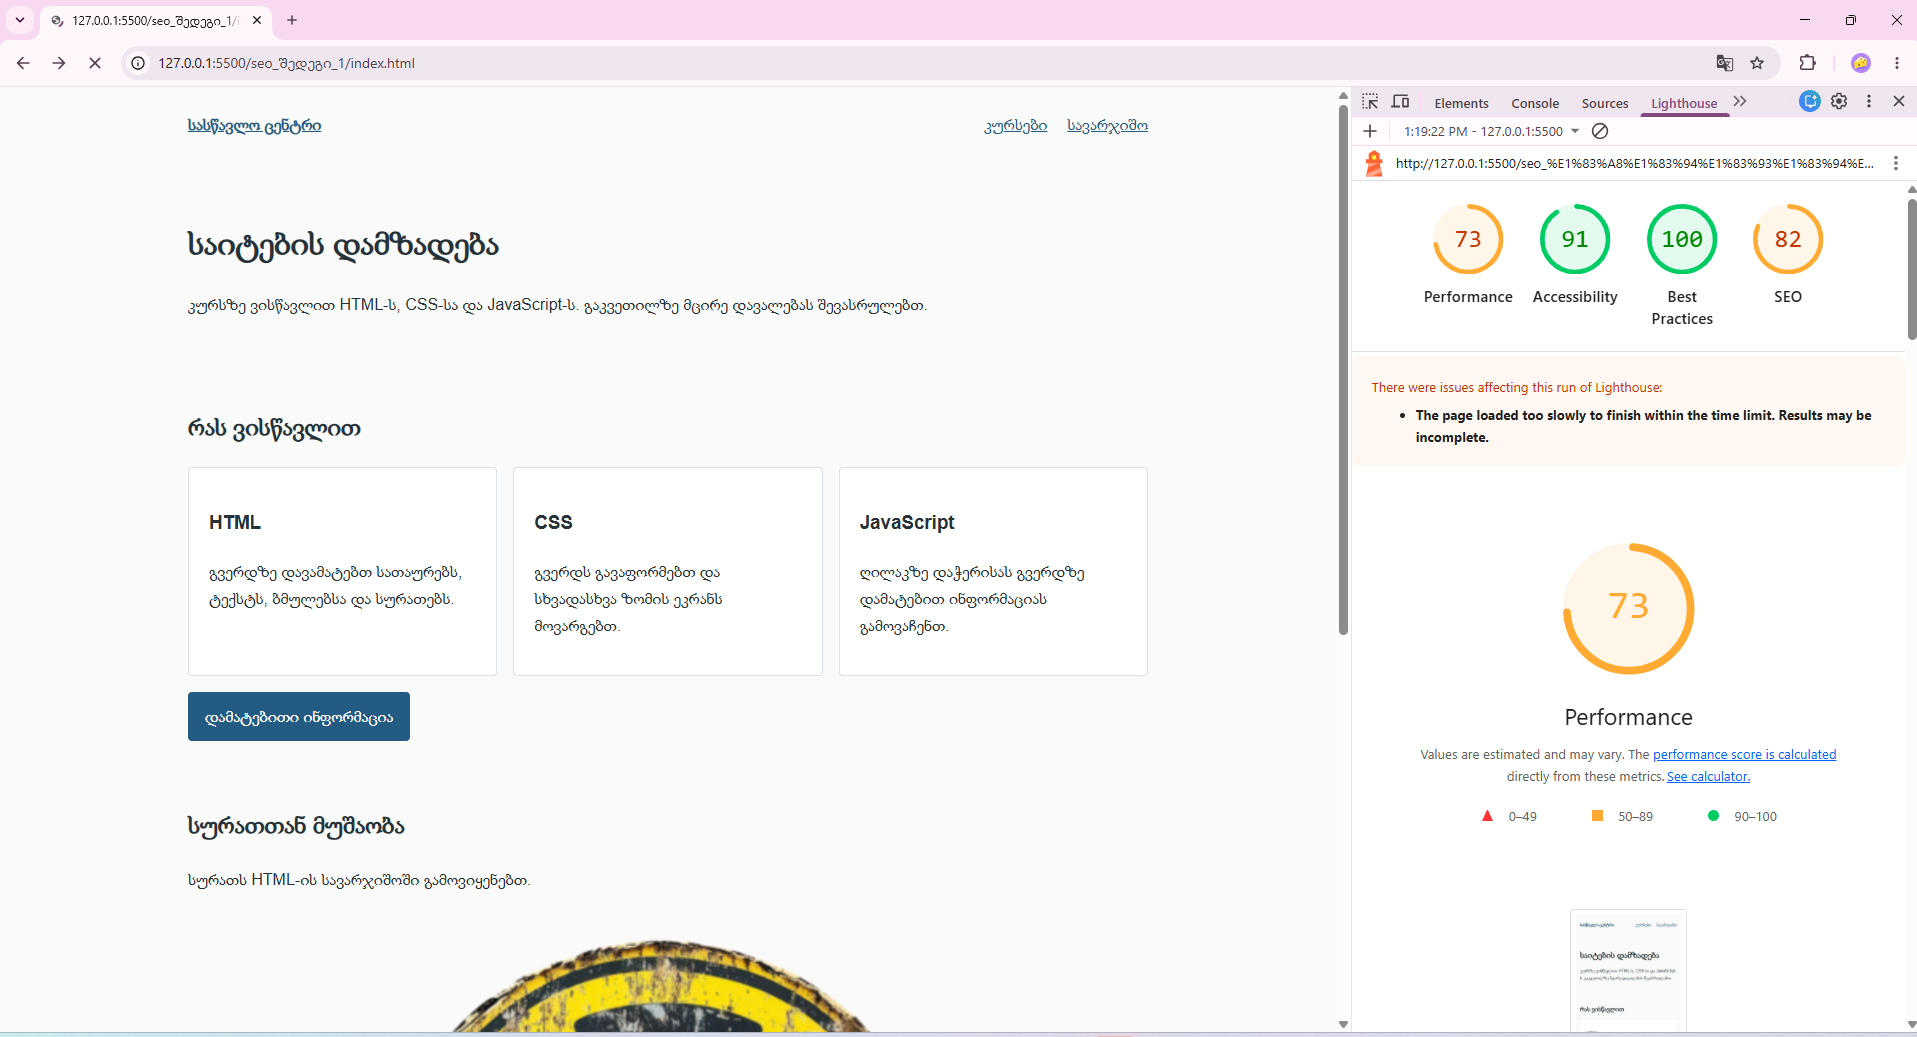 127.0.0.1:5500/seo_შედეგი_1/i
127.0.0.1:5500/seo_შედეგი_1/index.html
სასწავლო ცენტრი
კურსები
სავარჯიშო
საიტების დამზადება
კურსზე ვისწავლით HTML-ს, CSS-სა და JavaScript-ს. გაკვეთილზე მცირე დავალებას შევასრულებთ.
რას ვისწავლით
HTML
გვერდზე დავამატებთ სათაურებს,
ტექსტს, ბმულებსა და სურათებს.
CSS
გვერდს გავაფორმებთ და
სხვადასხვა ზომის ეკრანს
მოვარგებთ.
JavaScript
ღილაკზე დაჭერისას გვერდზე
დამატებით ინფორმაციას
გამოვაჩენთ.
დამატებითი ინფორმაცია
სურათთან მუშაობა
სურათს HTML-ის სავარჯიშოში გამოვიყენებთ.
Elements
Console
Sources
Lighthouse
1:19:22 PM - 127.0.0.1:5500
http://127.0.0.1:5500/seo_%E1%83%A8%E1%83%94%E1%83%93%E1%83%94%E...
73
Performance
91
Accessibility
100
Best
Practices
82
SEO
There were issues affecting this run of Lighthouse:
• The page loaded too slowly to finish within the time limit. Results may be
incomplete.
73
Performance
Values are estimated and may vary. The performance score is calculated
directly from these metrics. See calculator.
0–49
50–89
90–100
სასწავლო ცენტრი
კურსები
სავარჯიშო
საიტების დამზადება
რას ვისწავლით